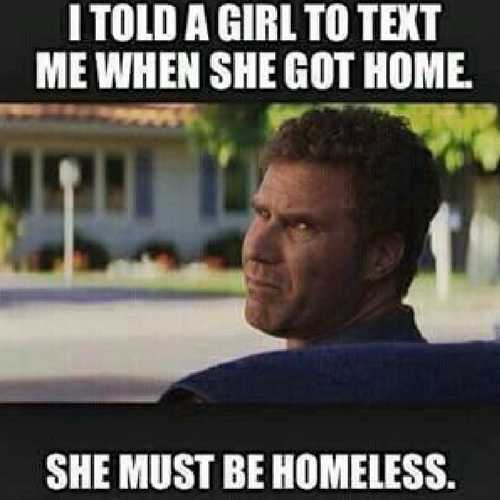 I TOLD A GIRL TO TEXT
ME WHEN SHE GOT HOME.
SHE MUST BE HOMELESS.